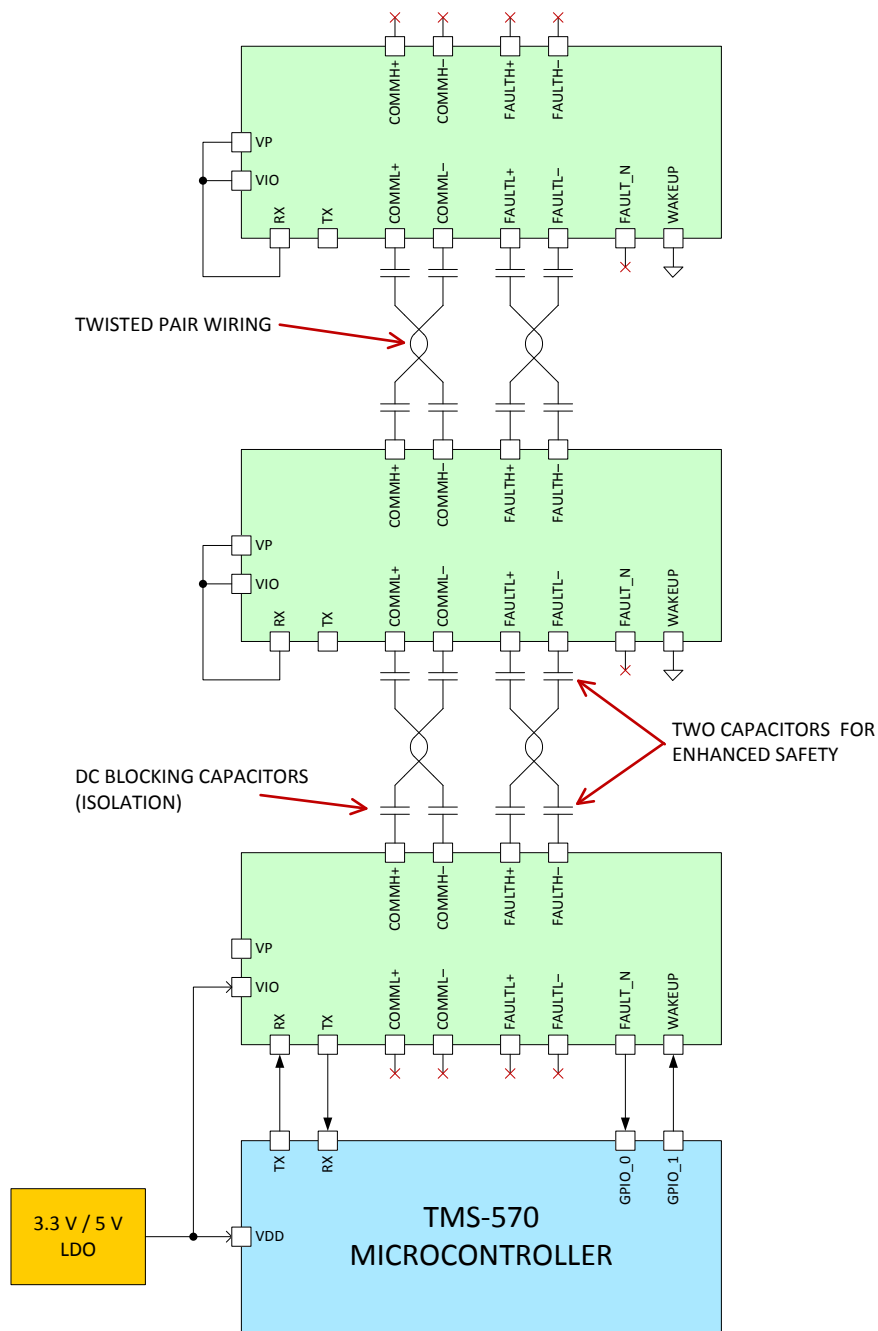 COMMH+
COMMH–
FAULTH+
FAULTH–
VP
VIO
RX
TX
COMML+
COMML–
FAULTL+
FAULTL–
FAULT_N
WAKEUP
TWISTED PAIR WIRING
COMMH+
COMMH–
FAULTH+
FAULTH–
VP
VIO
RX
TX
COMML+
COMML–
FAULTL+
FAULTL–
FAULT_N
WAKEUP
TWO CAPACITORS FOR
ENHANCED SAFETY
DC BLOCKING CAPACITORS
(ISOLATION)
COMMH+
COMMH–
FAULTH+
FAULTH–
VP
VIO
RX
TX
COMML+
COMML–
FAULTL+
FAULTL–
FAULT_N
WAKEUP
TX
RX
GPIO_0
GPIO_1
3.3 V / 5 V
LDO
VDD
TMS-570
MICROCONTROLLER